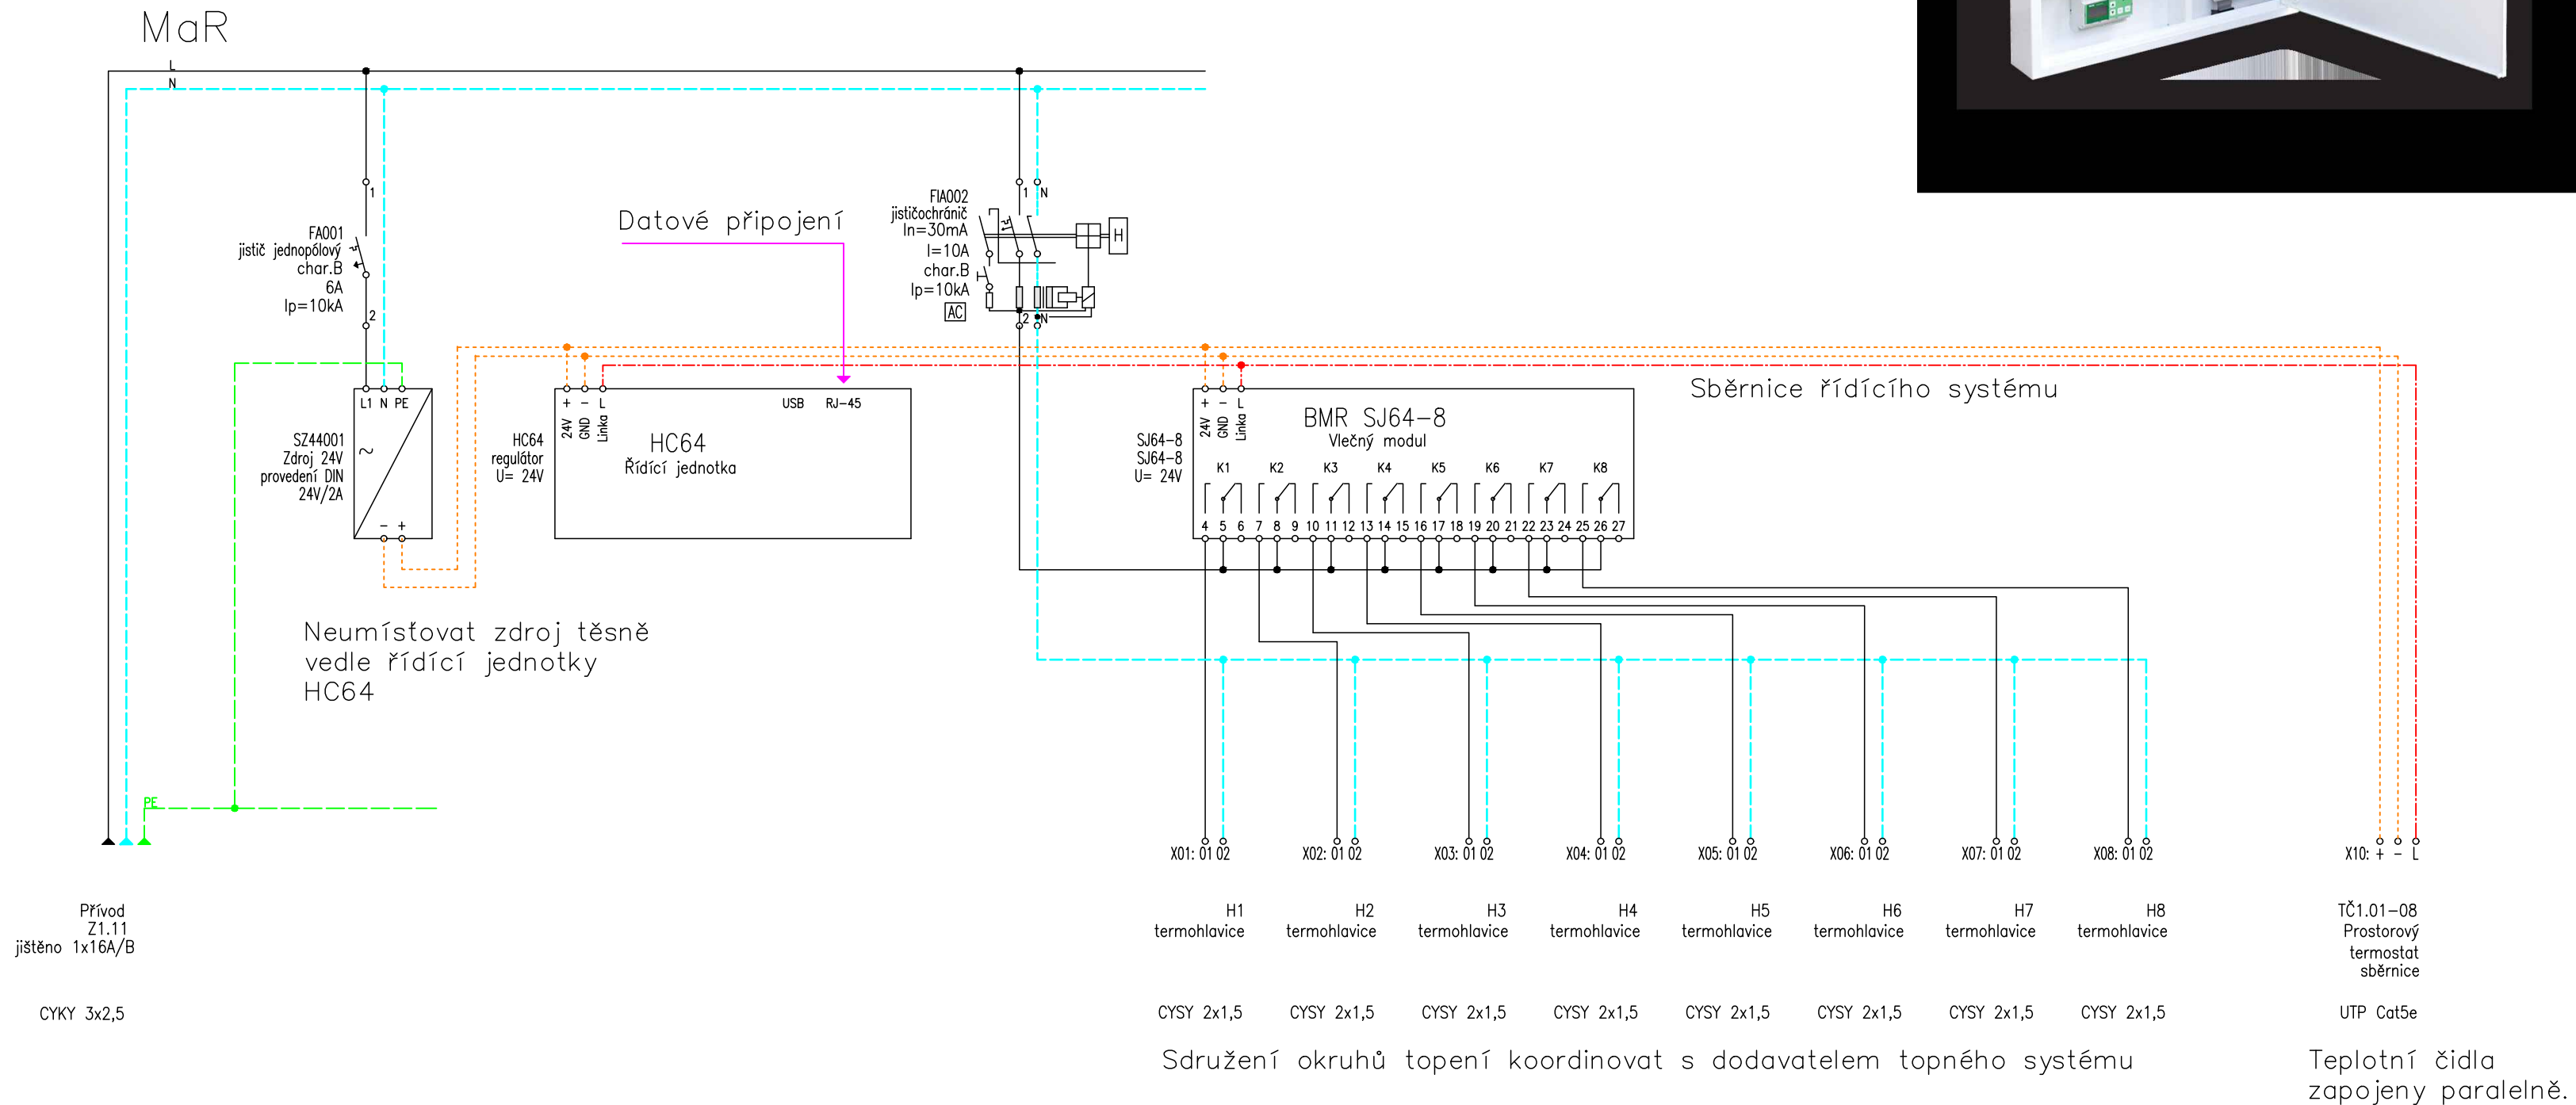 MaR
L
N
1
FA001
jistič jednopólový
char.B
6A
Ip=10kA
2
Datové připojení
1 N
FIA002
jističochránič
In=30mA
I=10A
char.B
Ip=10kA
AC
H
2 N
L1 N PE
SZ44001
Zdroj 24V
provedení DIN
24V/2A
~
- +
+ - L
24V GND Linka
USB RJ-45
HC64
regulátor
U= 24V
HC64
Řídící jednotka
Sběrnice řídícího systému
+ - L
24V GND Linka
BMR SJ64-8
Vlečný modul
SJ64-8
SJ64-8
U= 24V
K1 K2 K3 K4 K5 K6 K7 K8
4 5 6 7 8 9 10 11 12 13 14 15 16 17 18 19 20 21 22 23 24 25 26 27
Neumísťovat zdroj těsně
vedle řídící jednotky
HC64
PE
X01: 01 02 X02: 01 02 X03: 01 02 X04: 01 02 X05: 01 02 X06: 01 02 X07: 01 02 X08: 01 02 X10: + - L
Přívod
Z1.11
jištěno 1x16A/B
CYKY 3x2,5
H1
termohlavice
CYSY 2x1,5
H2
termohlavice
CYSY 2x1,5
H3
termohlavice
CYSY 2x1,5
H4
termohlavice
CYSY 2x1,5
H5
termohlavice
CYSY 2x1,5
H6
termohlavice
CYSY 2x1,5
H7
termohlavice
CYSY 2x1,5
H8
termohlavice
CYSY 2x1,5
TČ1.01-08
Prostorový
termostat
sběrnice
UTP Cat5e
Sdružení okruhů topení koordinovat s dodavatelem topného systému
Teplotní čidla
zapojeny paralelně.